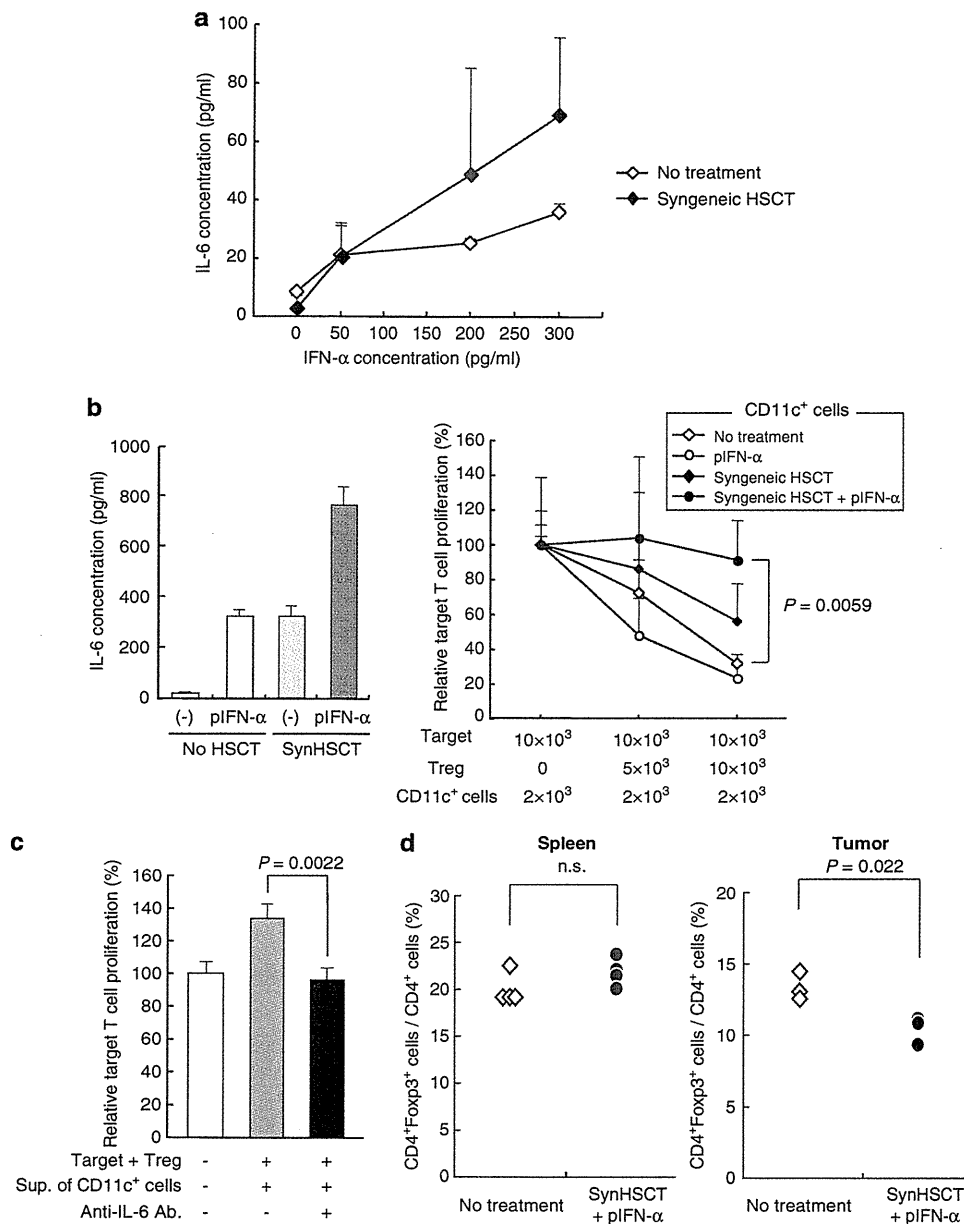 a
100
80
60
40
20
0
IL-6 concentration (pg/ml)
0 50 100 150 200 250 300
IFN-α concentration (pg/ml)
No treatment
Syngeneic HSCT
b
1000
800
600
400
200
0
IL-6 concentration (pg/ml)
(-) pIFN-α (-) pIFN-α
No HSCT SynHSCT
160
140
120
100
80
60
40
20
0
Relative target T cell proliferation (%)
CD11c+ cells
No treatment
pIFN-α
Syngeneic HSCT
Syngeneic HSCT + pIFN-α
P = 0.0059
Target 10×10³ 10×10³ 10×10³
Treg 0 5×10³ 10×10³
CD11c+ cells 2×10³ 2×10³ 2×10³
c
160
140
120
100
80
60
40
20
0
Relative target T cell proliferation (%)
P = 0.0022
Target + Treg - + +
Sup. of CD11c+ cells - + +
Anti-IL-6 Ab. - - +
d
Spleen
n.s.
30
25
20
15
10
5
0
CD4+Foxp3+ cells / CD4+ cells (%)
No treatment SynHSCT
+ pIFN-α
Tumor
P = 0.022
20
15
10
5
0
CD4+Foxp3+ cells / CD4+ cells (%)
No treatment SynHSCT
+ pIFN-α